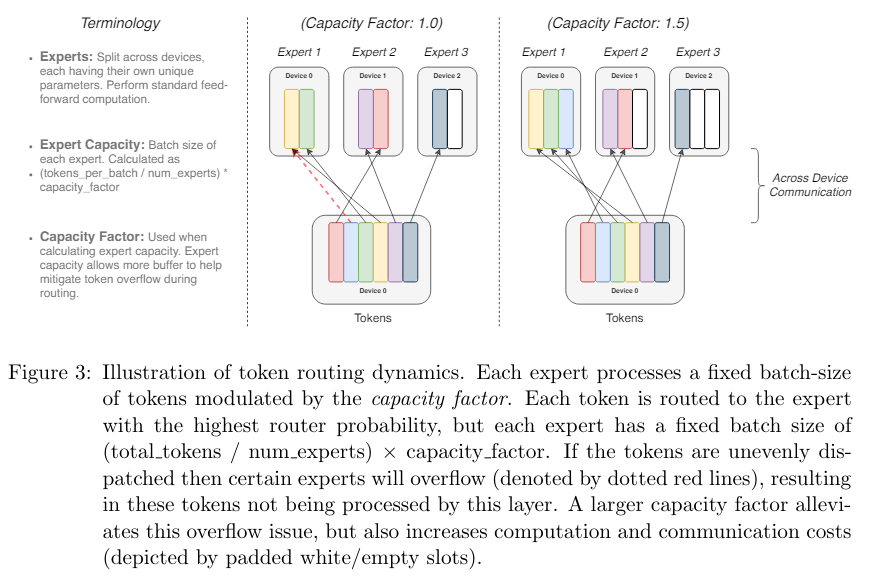 Terminology
• Experts: Split across devices,
each having their own unique
parameters. Perform standard feed-
forward computation.
• Expert Capacity: Batch size of
each expert. Calculated as
• (tokens_per_batch / num_experts) *
capacity_factor
• Capacity Factor: Used when
calculating expert capacity. Expert
capacity allows more buffer to help
mitigate token overflow during
routing.
(Capacity Factor: 1.0)
Expert 1 Expert 2 Expert 3
Device 0 Device 1 Device 2
Device 0
Tokens
(Capacity Factor: 1.5)
Expert 1 Expert 2 Expert 3
Device 0 Device 1 Device 2
Device 0
Tokens
Across Device
Communication
Figure 3: Illustration of token routing dynamics. Each expert processes a fixed batch-size
of tokens modulated by the capacity factor. Each token is routed to the expert
with the highest router probability, but each expert has a fixed batch size of
(total_tokens / num_experts) × capacity_factor. If the tokens are unevenly dis-
patched then certain experts will overflow (denoted by dotted red lines), resulting
in these tokens not being processed by this layer. A larger capacity factor allevi-
ates this overflow issue, but also increases computation and communication costs
(depicted by padded white/empty slots).